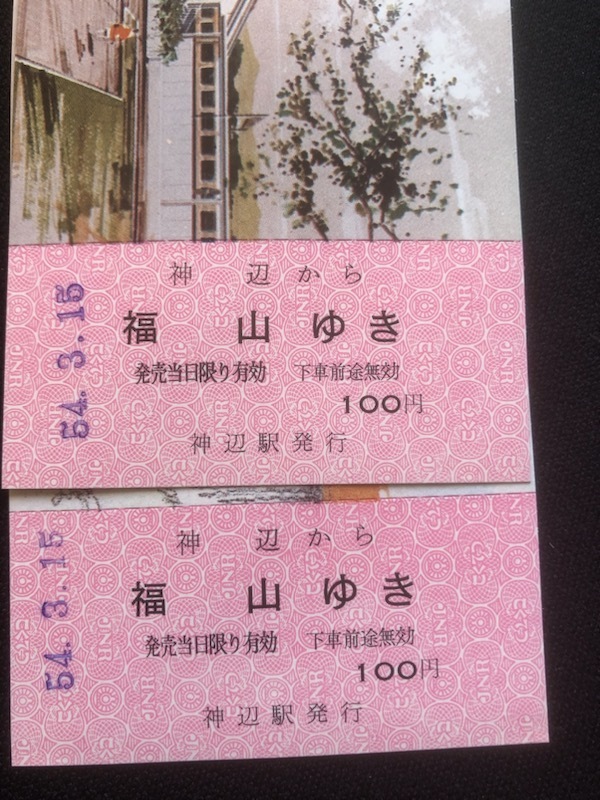 神辺から
福山ゆき
発売当日限り有効 下車前途無効
100円
神辺駅発行
54.3.15
神辺から
福山ゆき
発売当日限り有効 下車前途無効
100円
神辺駅発行
54.3.15
JNR